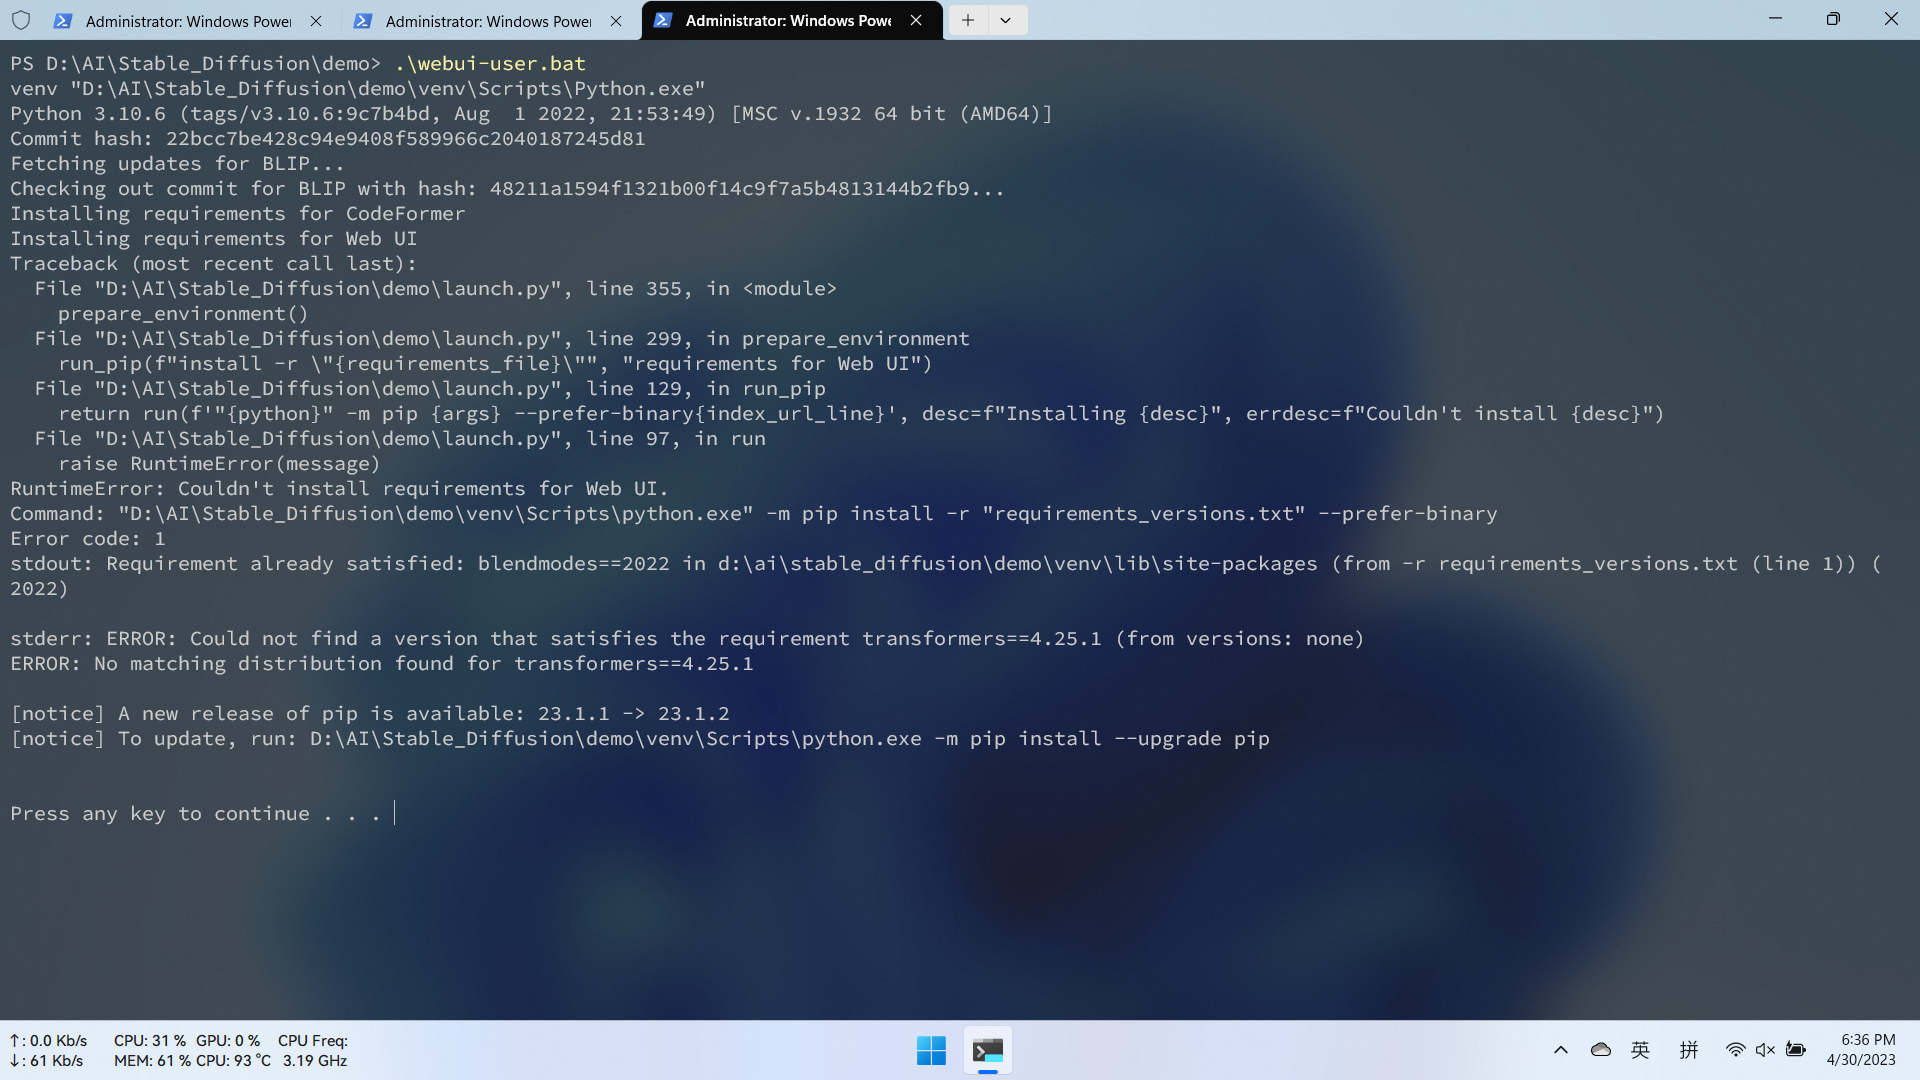 Administrator: Windows Power
Administrator: Windows Power
Administrator: Windows Powe
PS D:\AI\Stable_Diffusion\demo> .\webui-user.bat
venv "D:\AI\Stable_Diffusion\demo\venv\Scripts\Python.exe"
Python 3.10.6 (tags/v3.10.6:9c7b4bd, Aug  1 2022, 21:53:49) [MSC v.1932 64 bit (AMD64)]
Commit hash: 22bcc7be428c94e9408f589966c2040187245d81
Fetching updates for BLIP...
Checking out commit for BLIP with hash: 48211a1594f1321b00f14c9f7a5b4813144b2fb9...
Installing requirements for CodeFormer
Installing requirements for Web UI
Traceback (most recent call last):
  File "D:\AI\Stable_Diffusion\demo\launch.py", line 355, in <module>
    prepare_environment()
  File "D:\AI\Stable_Diffusion\demo\launch.py", line 299, in prepare_environment
    run_pip(f"install -r \"{requirements_file}\"", "requirements for Web UI")
  File "D:\AI\Stable_Diffusion\demo\launch.py", line 129, in run_pip
    return run(f'"{python}" -m pip {args} --prefer-binary{index_url_line}', desc=f"Installing {desc}", errdesc=f"Couldn't install {desc}")
  File "D:\AI\Stable_Diffusion\demo\launch.py", line 97, in run
    raise RuntimeError(message)
RuntimeError: Couldn't install requirements for Web UI.
Command: "D:\AI\Stable_Diffusion\demo\venv\Scripts\python.exe" -m pip install -r "requirements_versions.txt" --prefer-binary
Error code: 1
stdout: Requirement already satisfied: blendmodes==2022 in d:\ai\stable_diffusion\demo\venv\lib\site-packages (from -r requirements_versions.txt (line 1)) (
2022)
stderr: ERROR: Could not find a version that satisfies the requirement transformers==4.25.1 (from versions: none)
ERROR: No matching distribution found for transformers==4.25.1
[notice] A new release of pip is available: 23.1.1 -> 23.1.2
[notice] To update, run: D:\AI\Stable_Diffusion\demo\venv\Scripts\python.exe -m pip install --upgrade pip
Press any key to continue . . .
↑: 0.0 Kb/s CPU: 31 % GPU: 0 % CPU Freq:
↓: 61 Kb/s MEM: 61 % CPU: 93 °C 3.19 GHz
英 拼
6:36 PM
4/30/2023